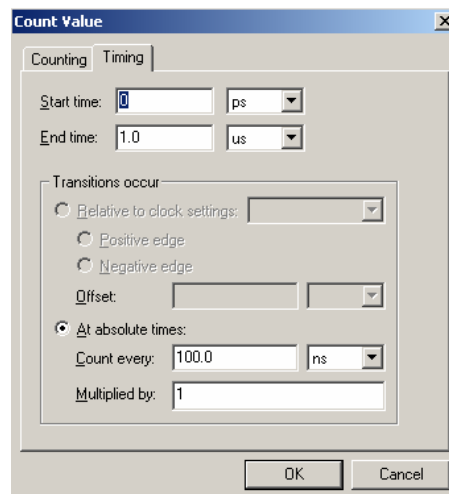 Count Value
Counting Timing
Start time: 0 ps
End time: 1.0 us
Transitions occur
Relative to clock settings:
Positive edge
Negative edge
Offset:
At absolute times:
Count every: 100.0 ns
Multiplied by: 1
OK Cancel